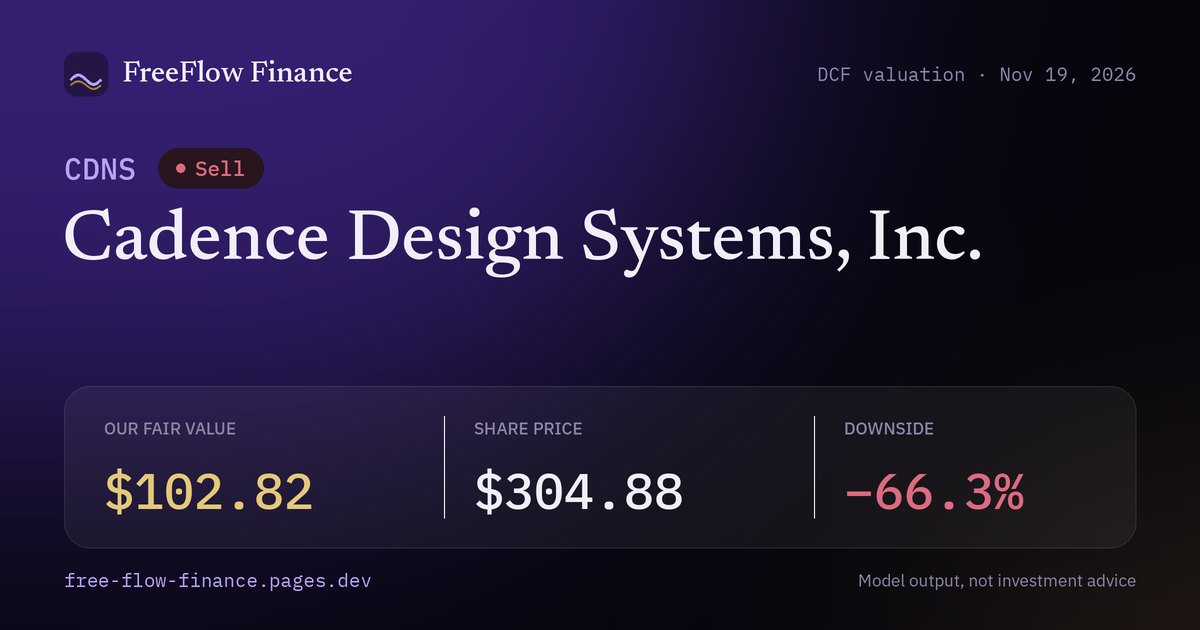 FreeFlow Finance
DCF valuation · Nov 19, 2026
CDNS
Sell
Cadence Design Systems, Inc.
OUR FAIR VALUE
$102.82
SHARE PRICE
$304.88
DOWNSIDE
−66.3%
free-flow-finance.pages.dev
Model output, not investment advice